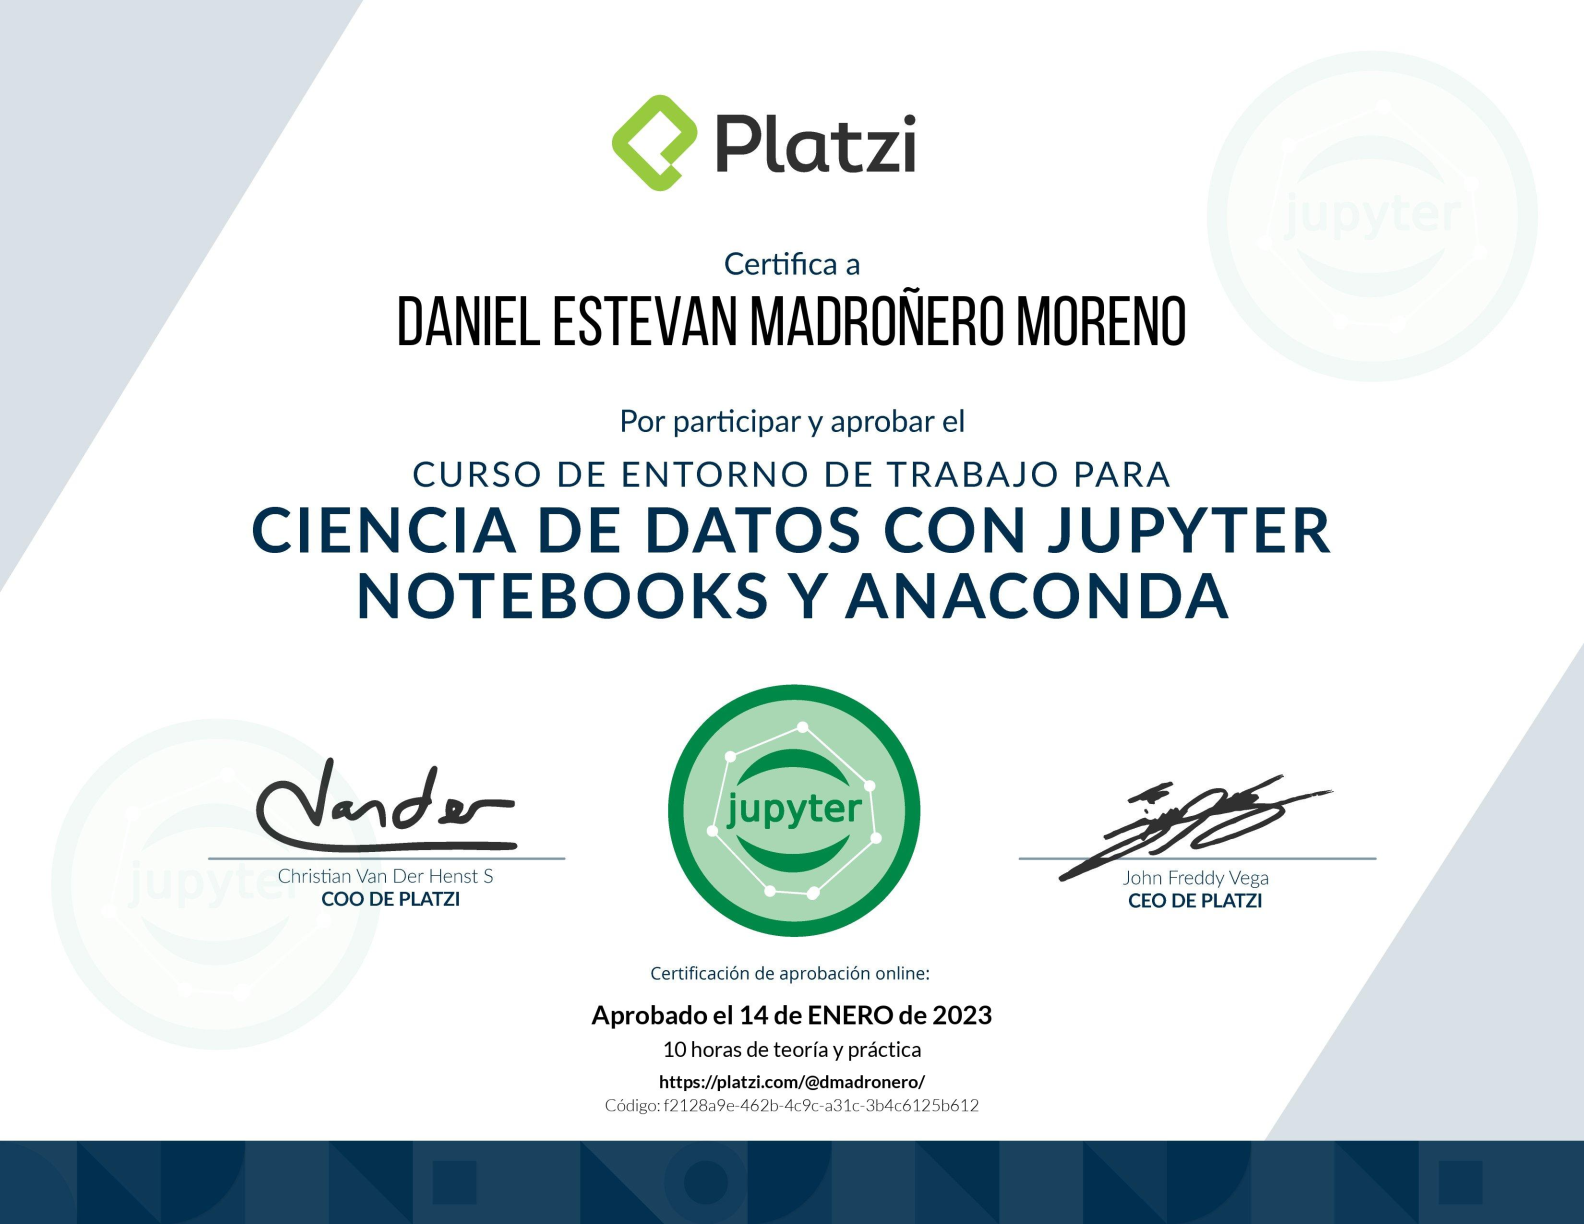 Platzi
jupyter
Certifica a
DANIEL ESTEVAN MADROÑERO MORENO
Por participar y aprobar el
CURSO DE ENTORNO DE TRABAJO PARA
CIENCIA DE DATOS CON JUPYTER
NOTEBOOKS Y ANACONDA
Vander
jupyter
jupyter
Christian Van Der Henst S
COO DE PLATZI
John Freddy Vega
CEO DE PLATZI
Certificación de aprobación online:
Aprobado el 14 de ENERO de 2023
10 horas de teoría y práctica
https://platzi.com/@dmadronero/
Código: f2128a9e-462b-4c9c-a31c-3b4c6125b612